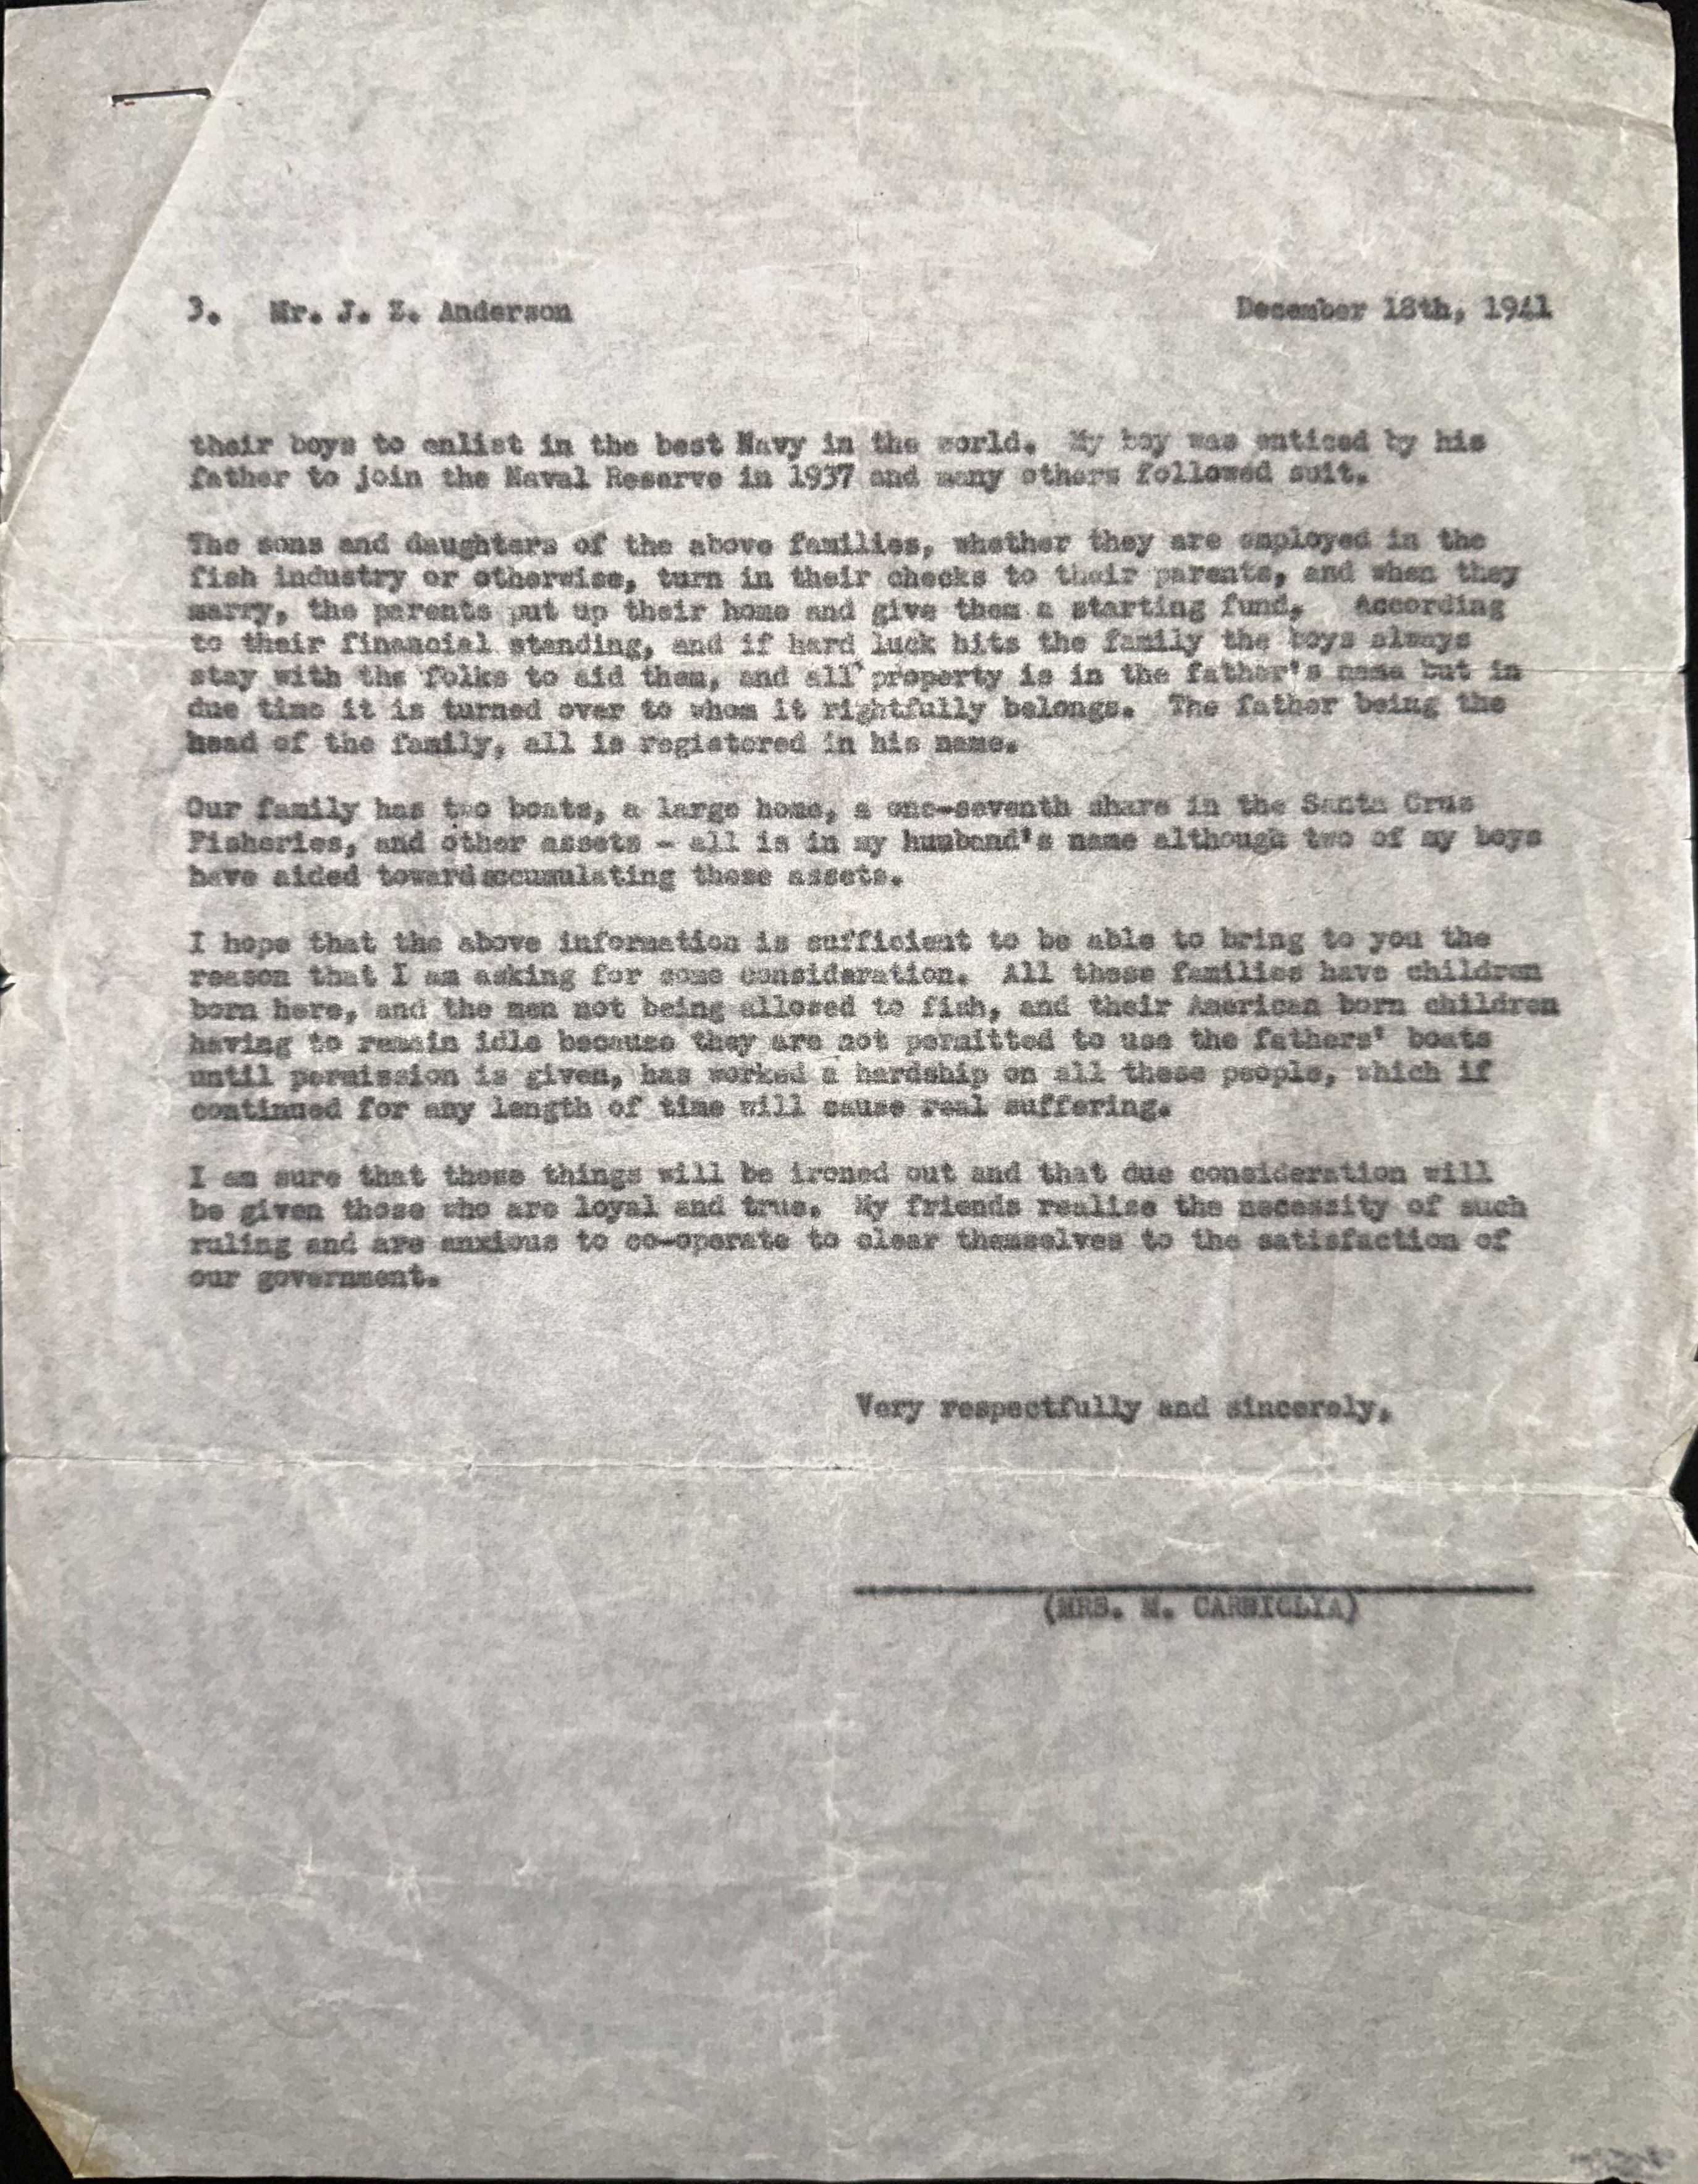 3. Mr. J. Z. Anderson December 18th, 1941
their boys to enlist in the best Navy in the world. My boy was enticed by his
father to join the Naval Reserve in 1937 and many others followed suit.
The sons and daughters of the above families, whether they are employed in the
fish industry or otherwise, turn in their checks to their parents, and when they
marry, the parents put up their home and give them a starting fund. According
to their financial standing, and if hard luck hits the family the boys always
stay with the folks to aid them, and all property is in the father's name but in
due time it is turned over to whom it rightfully belongs. The father being the
head of the family, all is registered in his name.
Our family has two boats, a large home, a one-seventh share in the Santa Cruz
Fisheries, and other assets - all is in my husband's name although two of my boys
have aided toward accumulating these assets.
I hope that the above information is sufficient to be able to bring to you the
reason that I am asking for some consideration. All these families have children
born here, and the men not being allowed to fish, and their American born children
having to remain idle because they are not permitted to use the fathers' boats
until permission is given, has worked a hardship on all these people, which if
continued for any length of time will cause real suffering.
I am sure that these things will be ironed out and that due consideration will
be given those who are loyal and true. My friends realize the necessity of such
ruling and are anxious to co-operate to clear themselves to the satisfaction of
our government.
Very respectfully and sincerely,
(MRS. M. CARNIGLIA)